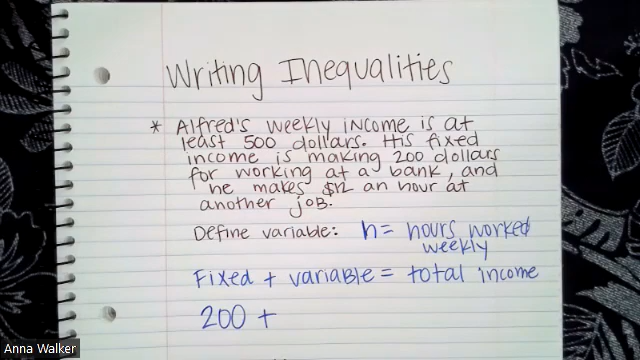 Writing Inequalities
* Alfred's weekly income is at
least 500 dollars. His fixed
income is making 200 dollars
for working at a bank, and
he makes $12 an hour at
another job.
Define variable: h = hours worked
weekly
Fixed + variable = total income
200 +
Anna Walker